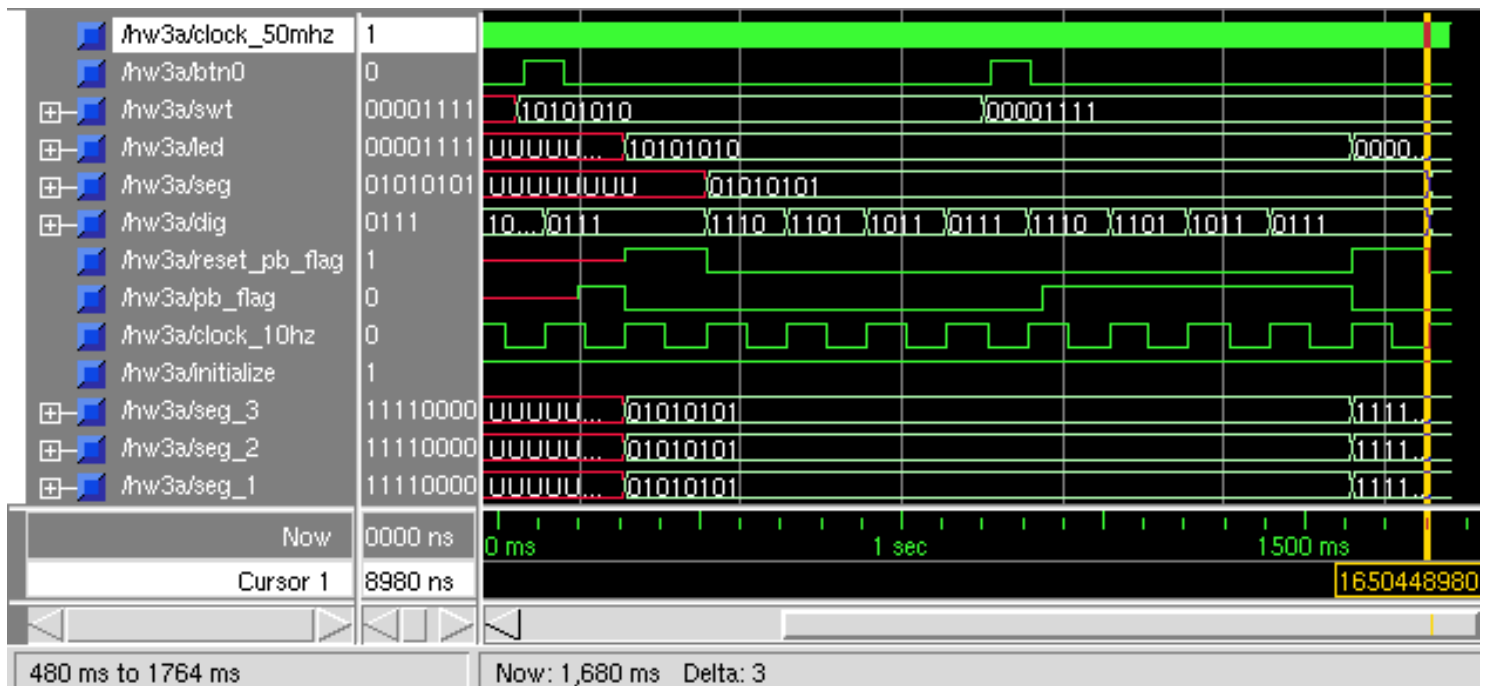 /hw3a/clock_50mhz 1
/hw3a/btn0 0
/hw3a/swt 00001111 10101010 00001111
/hw3a/led 00001111 UUUUU... 10101010 0000...
/hw3a/seg 01010101 UUUUUUUU 01010101
/hw3a/dig 0111 10... 0111 1110 1101 1011 0111 1110 1101 1011 0111
/hw3a/reset_pb_flag 1
/hw3a/pb_flag 0
/hw3a/clock_10hz 0
/hw3a/initialize 1
/hw3a/seg_3 11110000 UUUUU... 01010101 1111...
/hw3a/seg_2 11110000 UUUUU... 01010101 1111...
/hw3a/seg_1 11110000 UUUUU... 01010101 1111...
Now 0000 ns 0 ms 1 sec 1500 ms
Cursor 1 8980 ns 1650448980
480 ms to 1764 ms Now: 1,680 ms Delta: 3